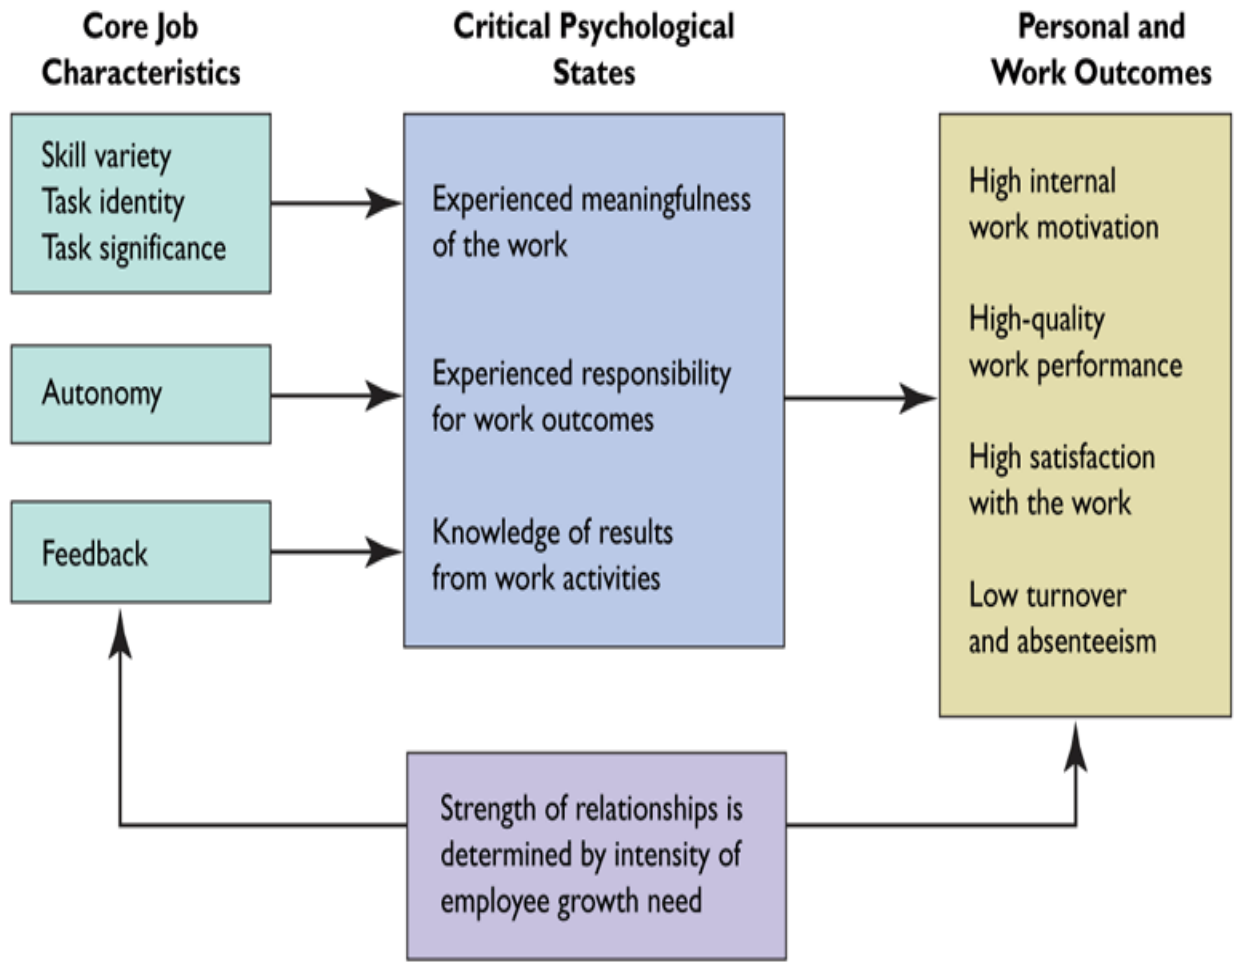 Core Job
Characteristics
Critical Psychological
States
Personal and
Work Outcomes
Skill variety
Task identity
Task significance
Autonomy
Feedback
Experienced meaningfulness
of the work
Experienced responsibility
for work outcomes
Knowledge of results
from work activities
High internal
work motivation
High-quality
work performance
High satisfaction
with the work
Low turnover
and absenteeism
Strength of relationships is
determined by intensity of
employee growth need